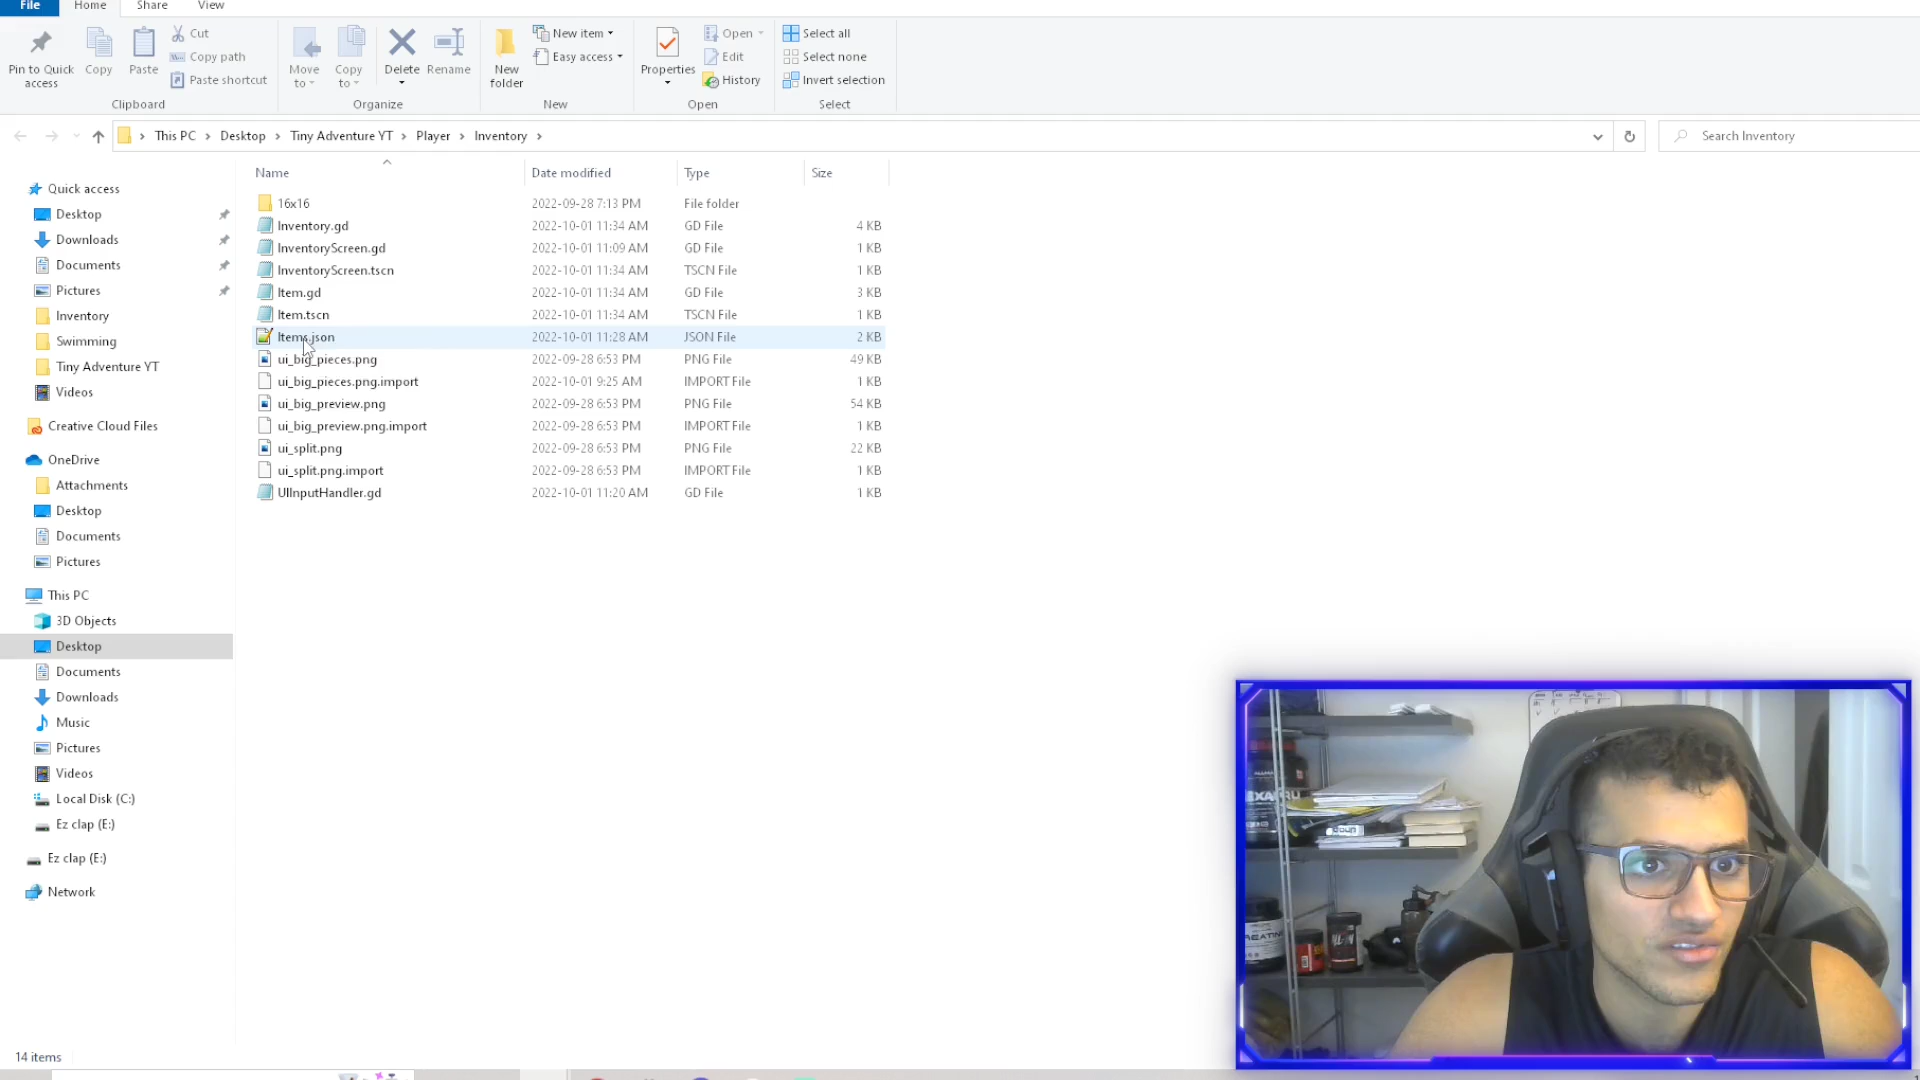 File Home Share View
Pin to Quick access
Copy
Paste
Cut
Copy path
Paste shortcut
Clipboard
Move to
Copy to
Delete
Rename
Organize
New folder
New item
Easy access
New
Properties
Open
Edit
History
Open
Select all
Select none
Invert selection
Select
This PC > Desktop > Tiny Adventure YT > Player > Inventory >
Search Inventory
Quick access
Desktop
Downloads
Documents
Pictures
Inventory
Swimming
Tiny Adventure YT
Videos
Creative Cloud Files
OneDrive
Attachments
Desktop
Documents
Pictures
This PC
3D Objects
Desktop
Documents
Downloads
Music
Pictures
Videos
Local Disk (C:)
Ez clap (E:)
Ez clap (E:)
Network
Name Date modified Type Size
16x16 2022-09-28 7:13 PM File folder
Inventory.gd 2022-10-01 11:34 AM GD File 4 KB
InventoryScreen.gd 2022-10-01 11:09 AM GD File 1 KB
InventoryScreen.tscn 2022-10-01 11:34 AM TSCN File 1 KB
Item.gd 2022-10-01 11:34 AM GD File 3 KB
Item.tscn 2022-10-01 11:34 AM TSCN File 1 KB
Items.json 2022-10-01 11:28 AM JSON File 2 KB
ui_big_pieces.png 2022-09-28 6:53 PM PNG File 49 KB
ui_big_pieces.png.import 2022-10-01 9:25 AM IMPORT File 1 KB
ui_big_preview.png 2022-09-28 6:53 PM PNG File 54 KB
ui_big_preview.png.import 2022-09-28 6:53 PM IMPORT File 1 KB
ui_split.png 2022-09-28 6:53 PM PNG File 22 KB
ui_split.png.import 2022-09-28 6:53 PM IMPORT File 1 KB
UIInputHandler.gd 2022-10-01 11:20 AM GD File 1 KB
14 items